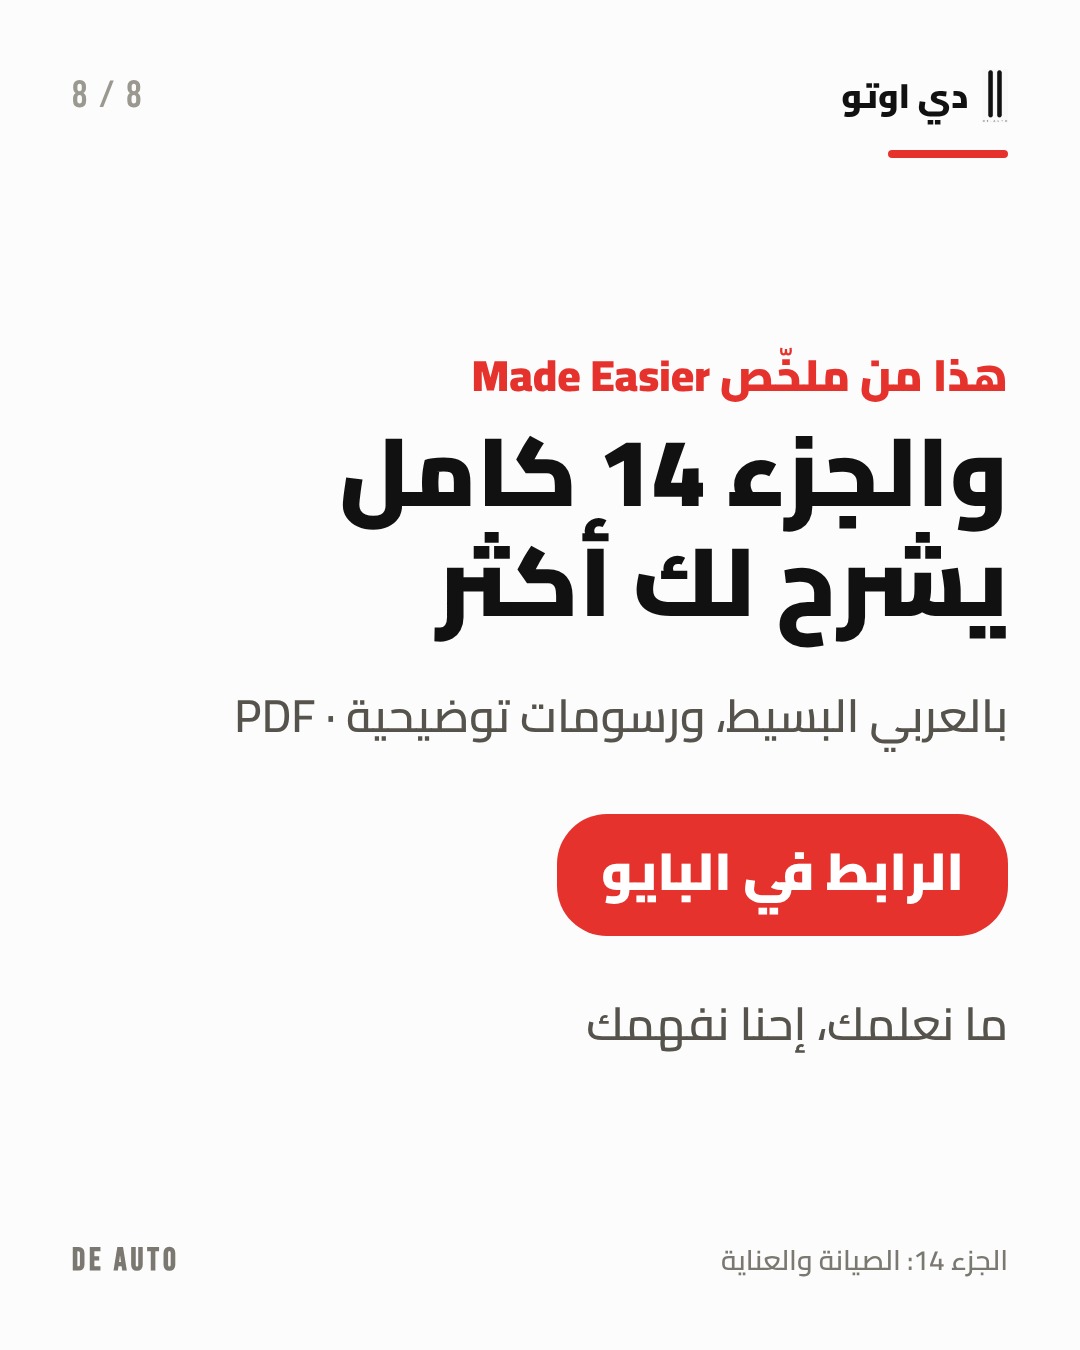 دي اوتو
8 / 8
هذا من ملخّص Made Easier
والجزء 14 كامل
يشرح لك أكثر
بالعربي البسيط، ورسومات توضيحية · PDF
الرابط في البايو
ما نعلمك، إحنا نفهمك
الجزء 14: الصيانة والعناية
DE AUTO